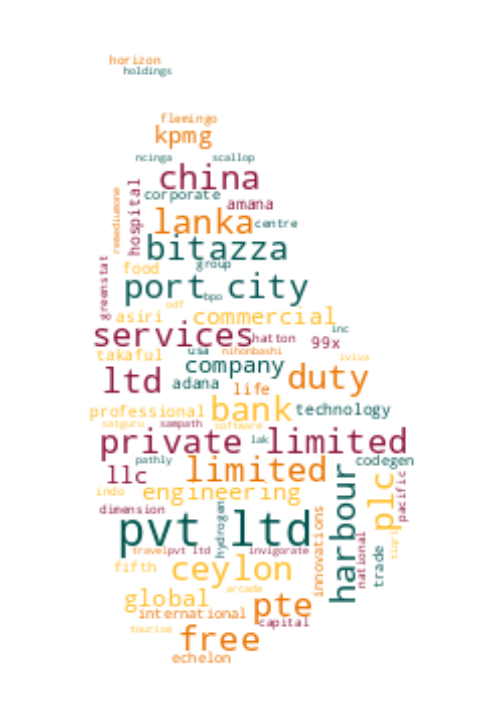 horizon
holdings
flemingo
kpmg
ncinga
scallop
china
hospital
corporate
remediumone
amana
lanka
centre
bitazza
group
food
greenstat
port city
bpo
adf
asiri
commercial
inc
services
hatton
99x
takaful
usa
nihonbashi
iviva
company
ltd
adana
life
duty
professional
bank
technology
satguru
sampath
software
private limited
lak
pathly
codegen
llc
limited
indo
engineering
harbour
plc
pacific
dimension
pvt ltd
hydrogen
innovations
national
tiqri
travelpvt ltd
invigorate
trade
fifth
ceylon
arcade
global
pte
international
capital
tourism
free
echelon